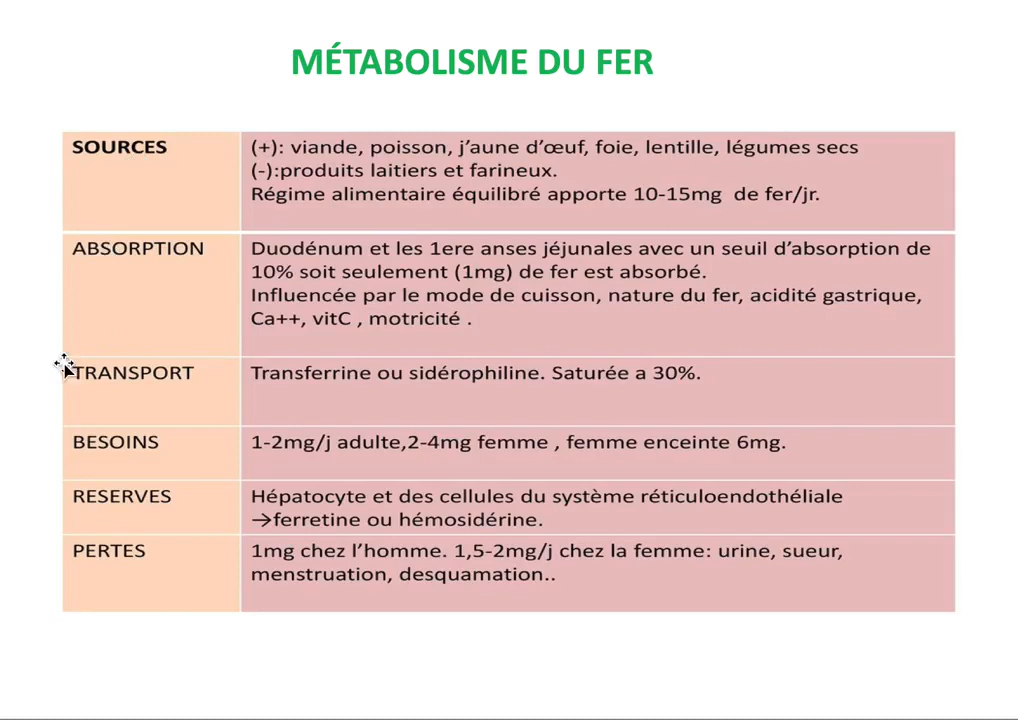 MÉTABOLISME DU FER
SOURCES
(+): viande, poisson, j’aune d’œuf, foie, lentille, légumes secs
(-):produits laitiers et farineux.
Régime alimentaire équilibré apporte 10-15mg de fer/jr.
ABSORPTION
Duodénum et les 1ere anses jéjunales avec un seuil d’absorption de
10% soit seulement (1mg) de fer est absorbé.
Influencée par le mode de cuisson, nature du fer, acidité gastrique,
Ca++, vitC , motricité .
TRANSPORT
Transferrine ou sidérophiline. Saturée a 30%.
BESOINS
1-2mg/j adulte,2-4mg femme , femme enceinte 6mg.
RESERVES
Hépatocyte et des cellules du système réticuloendothéliale
→ferretine ou hémosidérine.
PERTES
1mg chez l’homme. 1,5-2mg/j chez la femme: urine, sueur,
menstruation, desquamation..